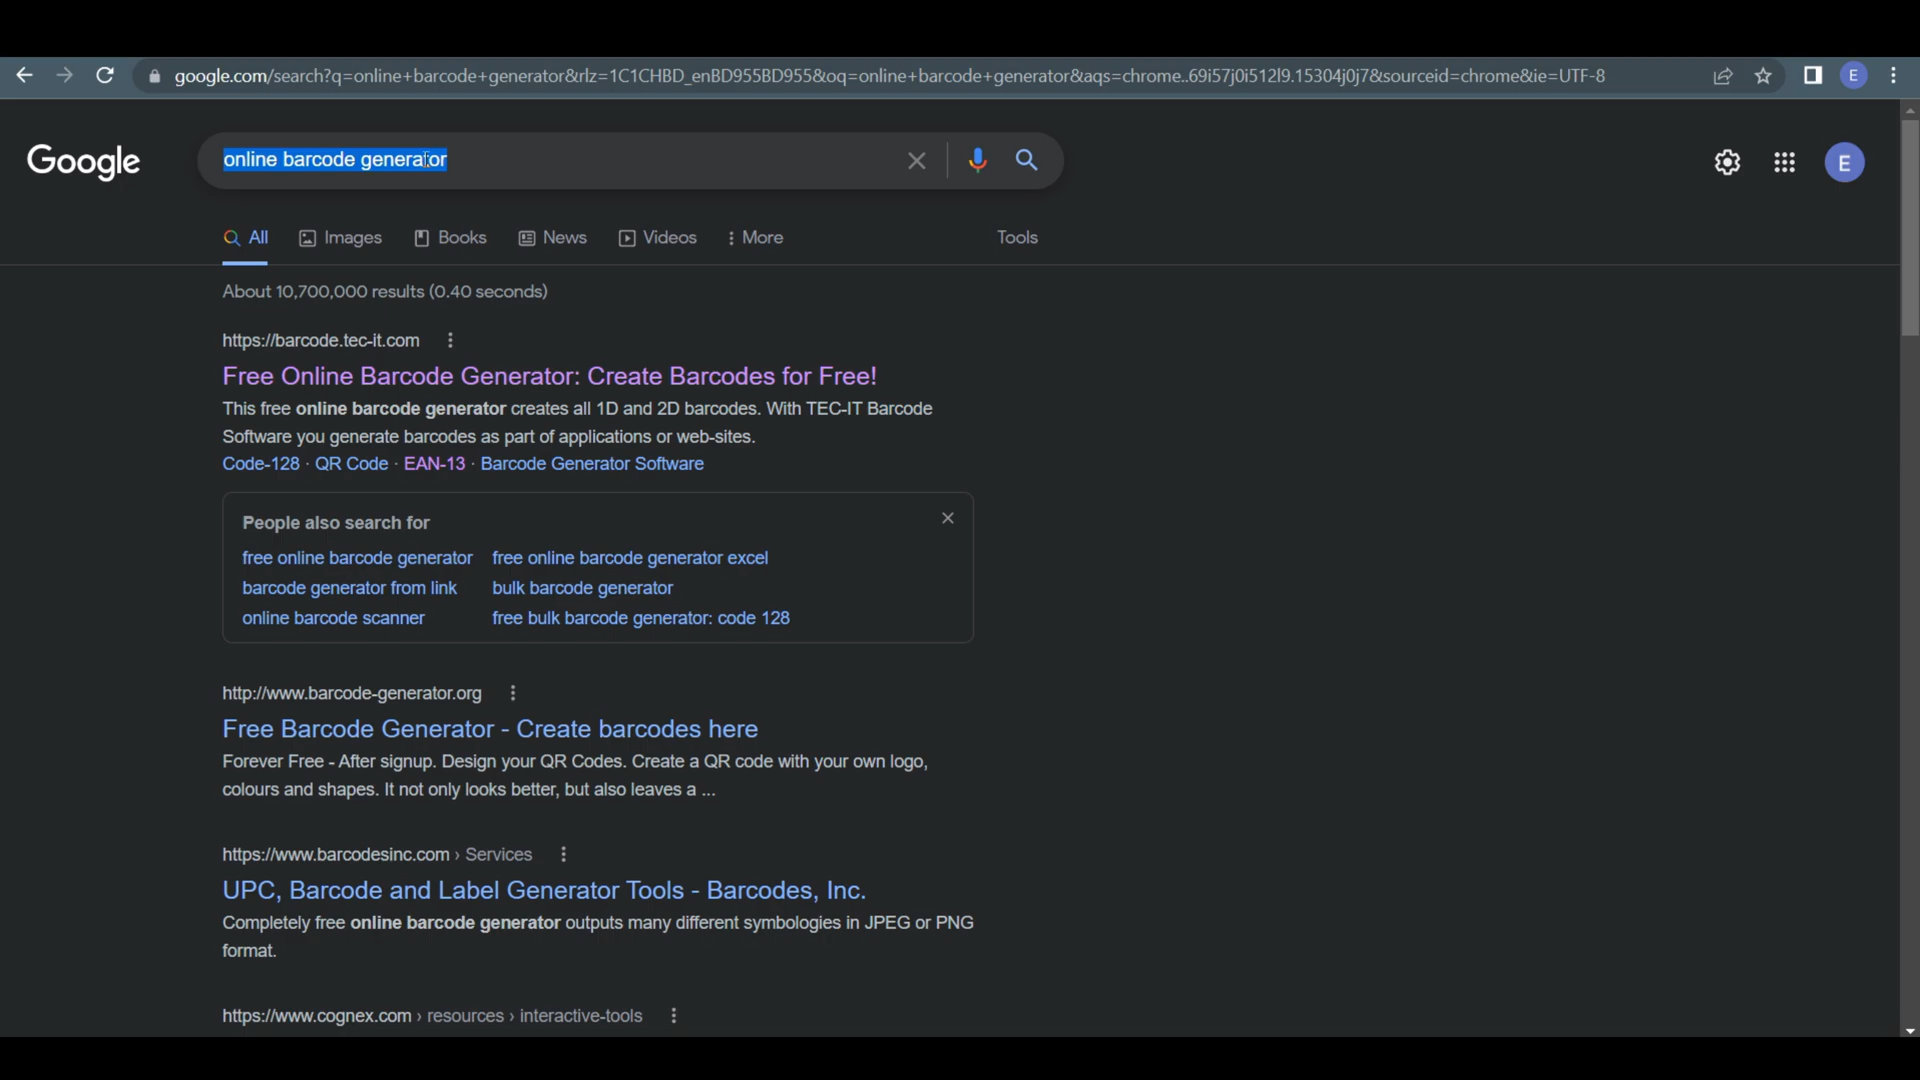 google.com/search?q=online+barcode+generator&rlz=1C1CHBD_enBD955BD955&oq=online+barcode+generator&aqs=chrome..69i57j0i512l9.15304j0j7&sourceid=chrome&ie=UTF-8
E
Google
online barcode generator
E
All
Images
Books
News
Videos
More
Tools
About 10,700,000 results (0.40 seconds)
https://barcode.tec-it.com
Free Online Barcode Generator: Create Barcodes for Free!
This free online barcode generator creates all 1D and 2D barcodes. With TEC-IT Barcode
Software you generate barcodes as part of applications or web-sites.
Code-128 · QR Code · EAN-13 · Barcode Generator Software
People also search for
free online barcode generator
free online barcode generator excel
barcode generator from link
bulk barcode generator
online barcode scanner
free bulk barcode generator: code 128
http://www.barcode-generator.org
Free Barcode Generator - Create barcodes here
Forever Free - After signup. Design your QR Codes. Create a QR code with your own logo,
colours and shapes. It not only looks better, but also leaves a ...
https://www.barcodesinc.com › Services
UPC, Barcode and Label Generator Tools - Barcodes, Inc.
Completely free online barcode generator outputs many different symbologies in JPEG or PNG
format.
https://www.cognex.com › resources › interactive-tools